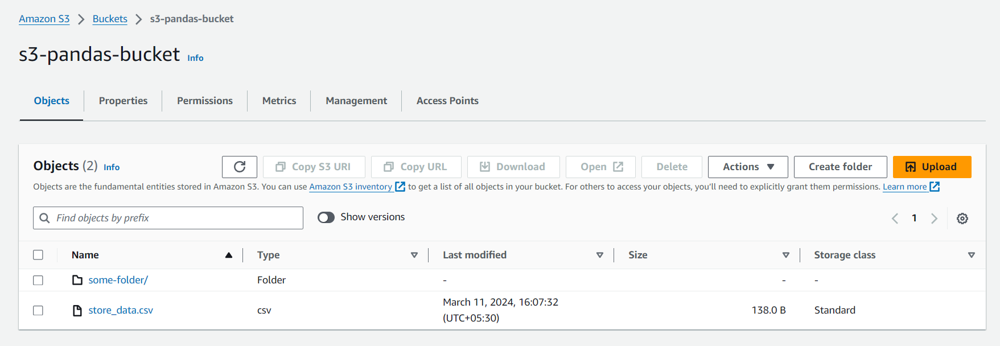 Amazon S3 > Buckets > s3-pandas-bucket
s3-pandas-bucket Info
Objects Properties Permissions Metrics Management Access Points
Objects (2) Info Copy S3 URI Copy URL Download Open Delete Actions Create folder Upload
Objects are the fundamental entities stored in Amazon S3. You can use Amazon S3 inventory to get a list of all objects in your bucket. For others to access your objects, you'll need to explicitly grant them permissions. Learn more
Find objects by prefix Show versions 1
Name Type Last modified Size Storage class
some-folder/ Folder - - -
store_data.csv csv March 11, 2024, 16:07:32 (UTC+05:30) 138.0 B Standard